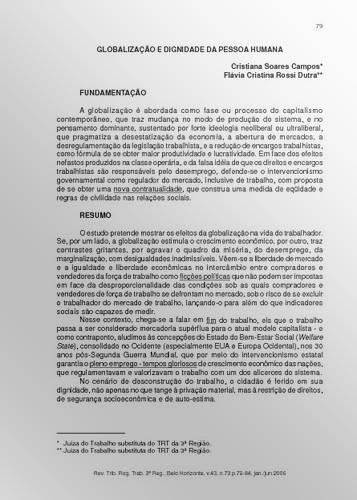 79
GLOBALIZAÇÃO E DIGNIDADE DA PESSOA HUMANA
Cristiana Soares Campos*
Flávia Cristina Rossi Dutra**
FUNDAMENTAÇÃO
A globalização é abordada como fase ou processo do capitalismo
contemporâneo, que traz mudança no modo de produção do sistema, e no
pensamento dominante, sustentado por forte ideologia neoliberal ou ultraliberal,
que pragmatiza a desestatização da economia, a abertura de mercados, a
desregulamentação da legislação trabalhista, e a redução de encargos trabalhistas,
como fórmula de se obter maior produtividade e lucratividade. Em face dos efeitos
nefastos produzidos na classe operária, e da falsa idéia de que os direitos e encargos
trabalhistas são responsáveis pelo desemprego, defende-se o intervencionismo
governamental como regulador do mercado, inclusive de trabalho, com proposta
de se obter uma nova contratualidade, que construa uma medida de eqüidade e
regras de civilidade nas relações sociais.
RESUMO
O estudo pretende mostrar os efeitos da globalização na vida do trabalhador.
Se, por um lado, a globalização estimula o crescimento econômico, por outro, traz
contrastes gritantes, por agravar o quadro da miséria, do desemprego, da
marginalização, com desigualdades inadmissíveis. Vêem-se a liberdade de mercado
e a igualdade e liberdade econômicas no intercâmbio entre compradores e
vendedores da força de trabalho como ficções políticas que não podem ser impostas
em face da desproporcionalidade das condições sob as quais compradores e
vendedores de força de trabalho se defrontam no mercado, sob o risco de se excluir
o trabalhador do mercado de trabalho, lançando-o para além do que indicadores
sociais são capazes de medir.
Nesse contexto, chega-se a falar em fim do trabalho, eis que o trabalho
passa a ser considerado mercadoria supérflua para o atual modelo capitalista - e
como contraponto, aludimos às concepções do Estado do Bem-Estar Social (Welfare
State), consolidado no Ocidente (especialmente EUA e Europa Ocidental), nos 30
anos pós-Segunda Guerra Mundial, que por meio do intervencionismo estatal
garantia o pleno emprego - tempos gloriosos de crescimento econômico das nações,
que regulamentavam e valorizavam o trabalho com um dos alicerces do sistema.
No cenário de desconstrução do trabalho, o cidadão é ferido em sua
dignidade, não apenas no que tange à privação material, mas à restrição de direitos,
de segurança socioeconômica e de auto-estima.
* Juíza do Trabalho substituta do TRT da 3ª Região.
** Juíza do Trabalho substituta do TRT da 3ª Região.
Rev. Trib. Reg. Trab. 3ª Reg., Belo Horizonte, v.43, n.73 p.79-84, jan./jun.2006